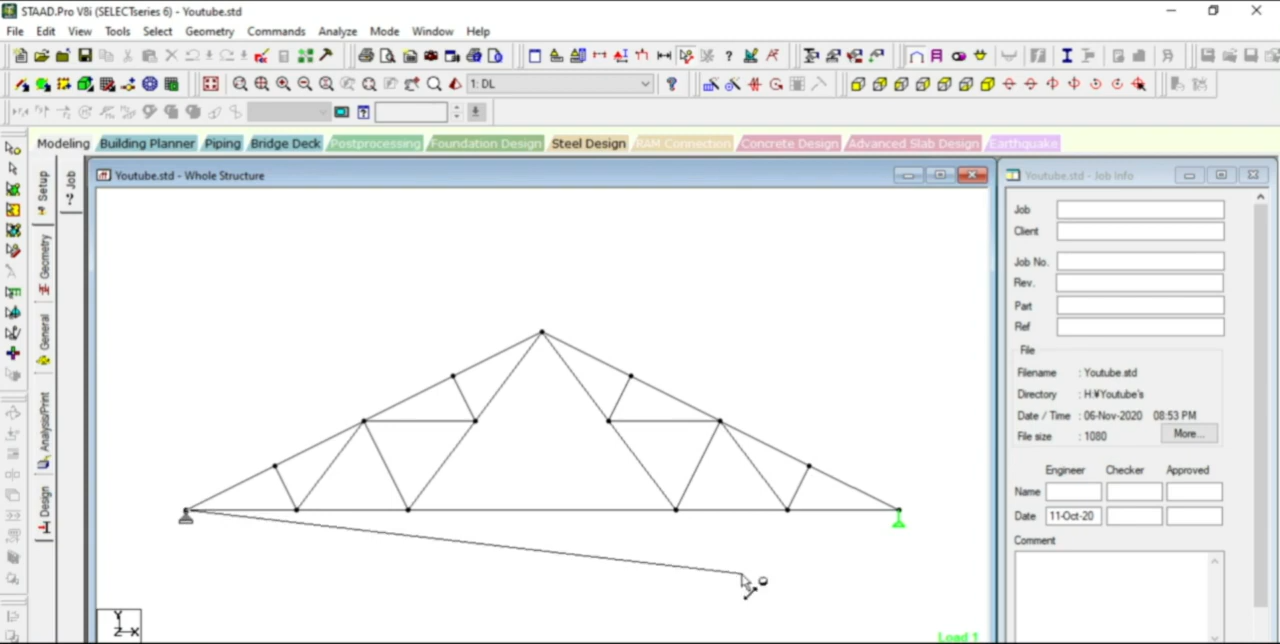 STAAD.Pro V8i (SELECTseries 6) - Youtube.std
File Edit View Tools Select Geometry Commands Analyze Mode Window Help
1: DL
Modeling Building Planner Piping Bridge Deck Postprocessing Foundation Design Steel Design RAM Connection Concrete Design Advanced Slab Design Earthquake
Setup
Geometry
General
Analysis/Print
Design
Job
Youtube.std - Whole Structure
Y
Z X
Load 1
Youtube.std - Job Info
Job
Client
Job No.
Rev.
Part
Ref
File
Filename : Youtube.std
Directory : H:¥Youtube's
Date / Time : 06-Nov-2020 08:53 PM
File size : 1080
More...
Engineer Checker Approved
Name
Date 11-Oct-20
Comment